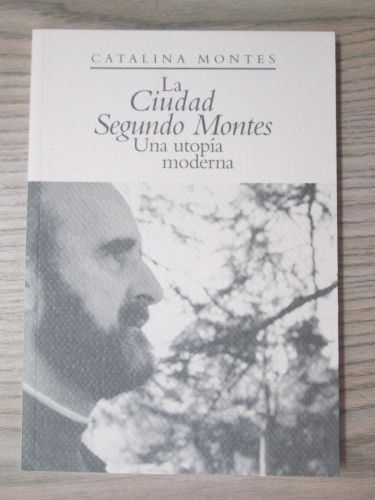 CATALINA MONTES
La
Ciudad
Segundo Montes
Una utopía
moderna